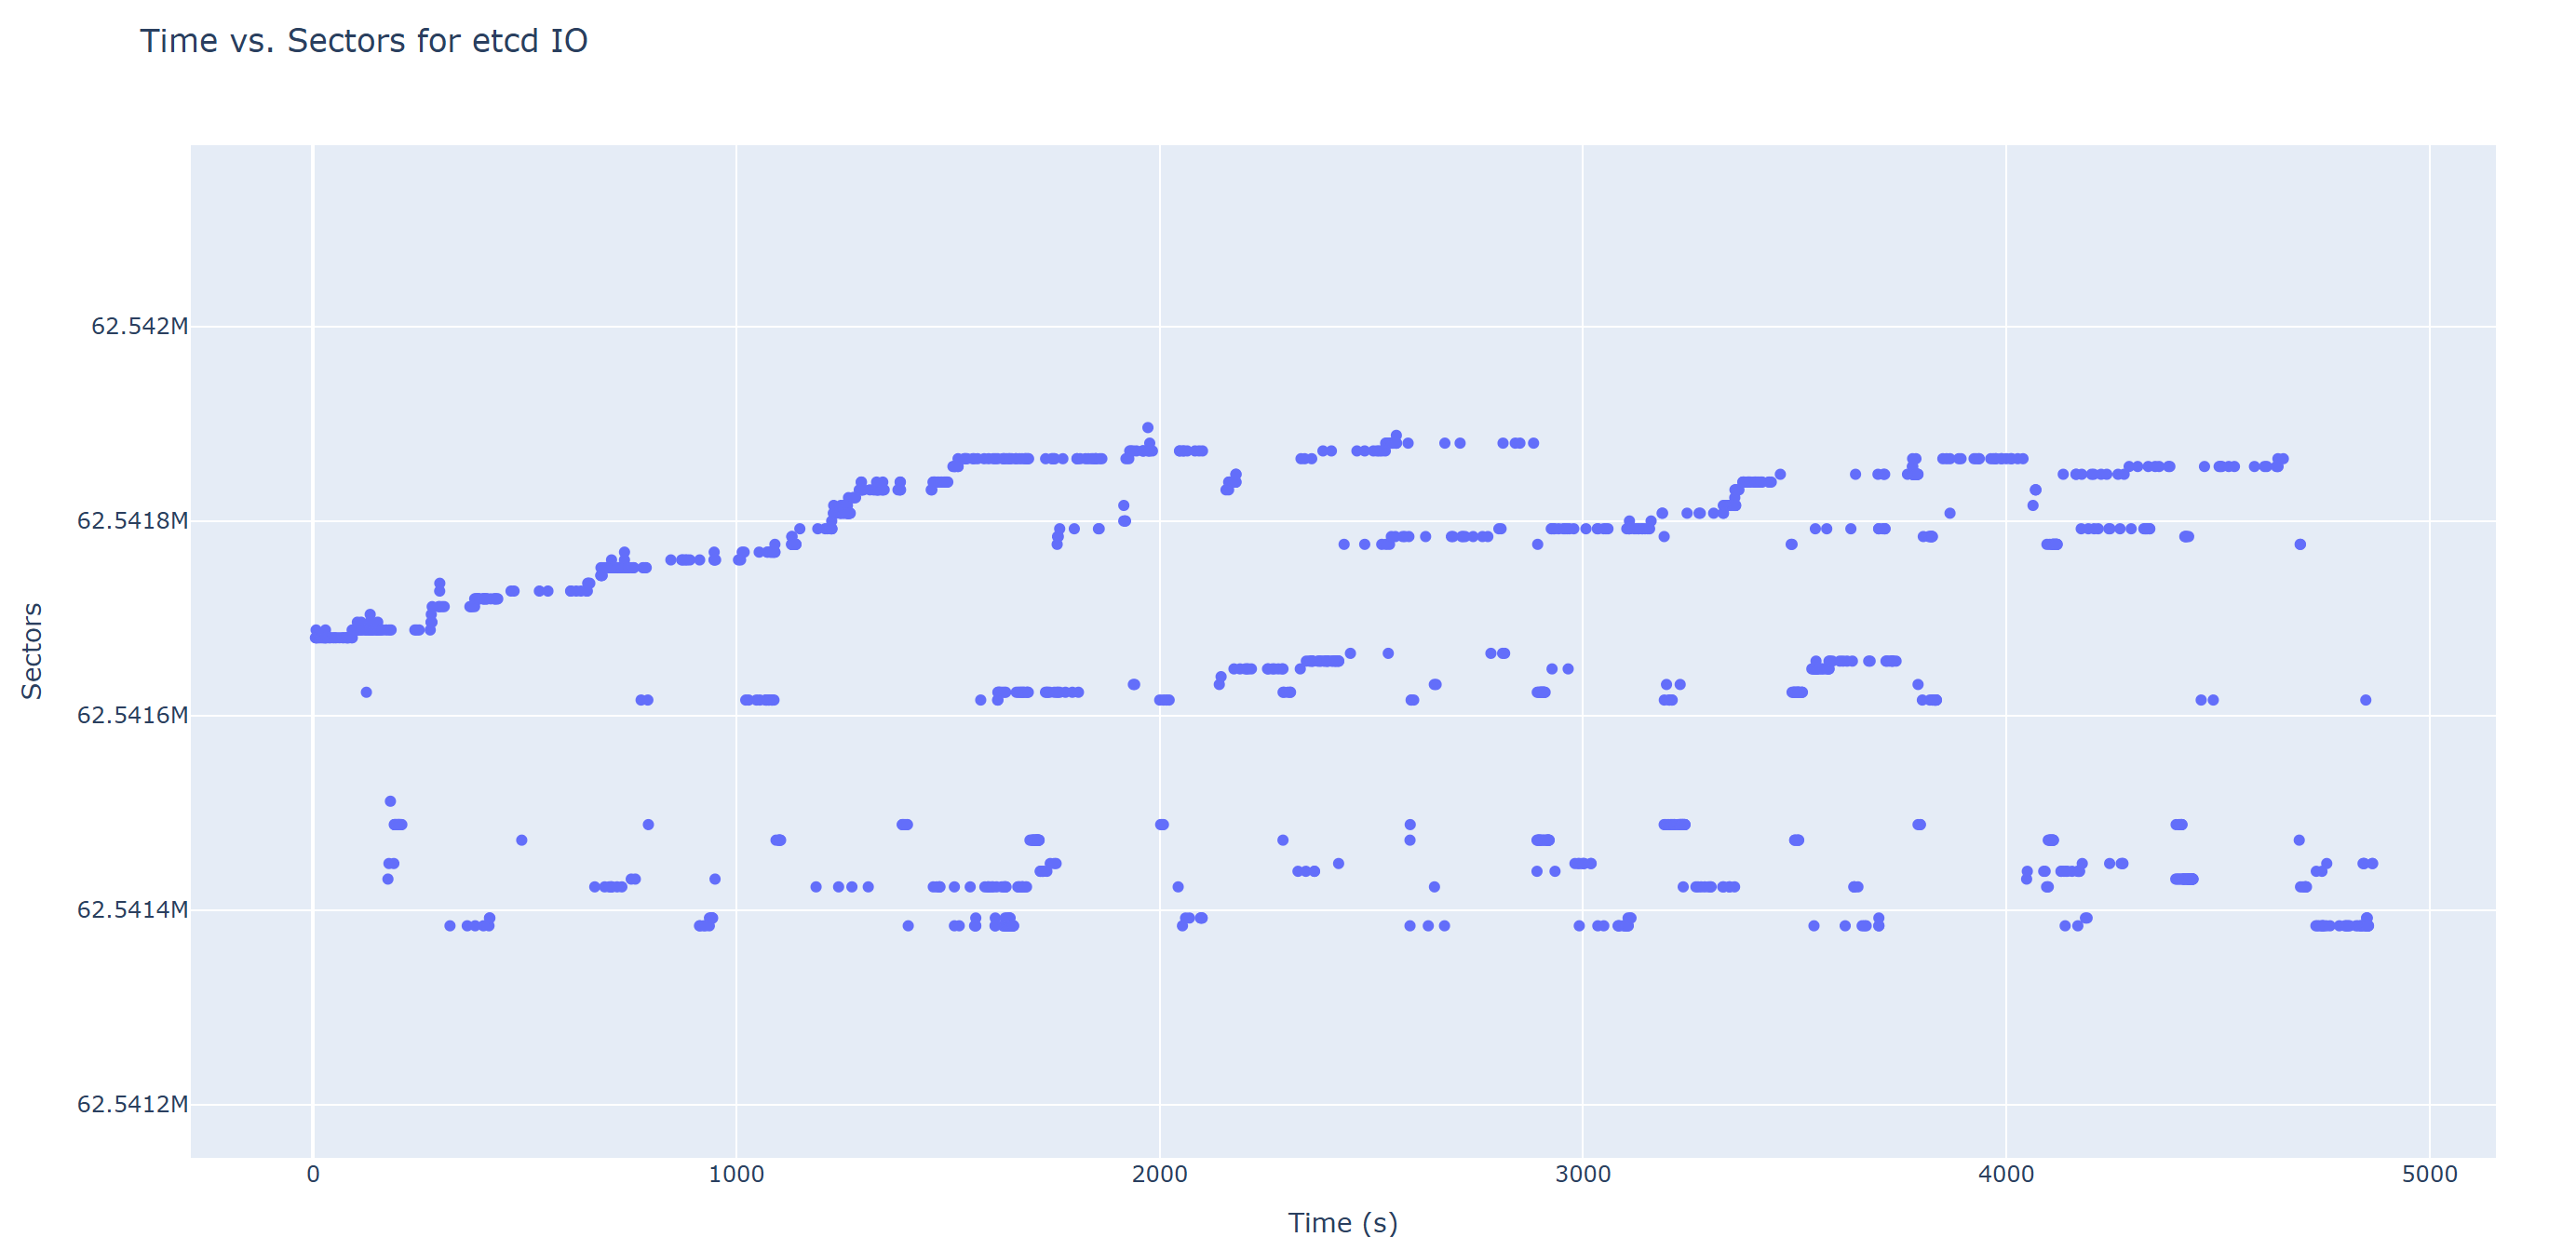 Time vs. Sectors for etcd IO
62.542M
62.5418M
62.5416M
62.5414M
62.5412M
Sectors
0 1000 2000 3000 4000 5000
Time (s)